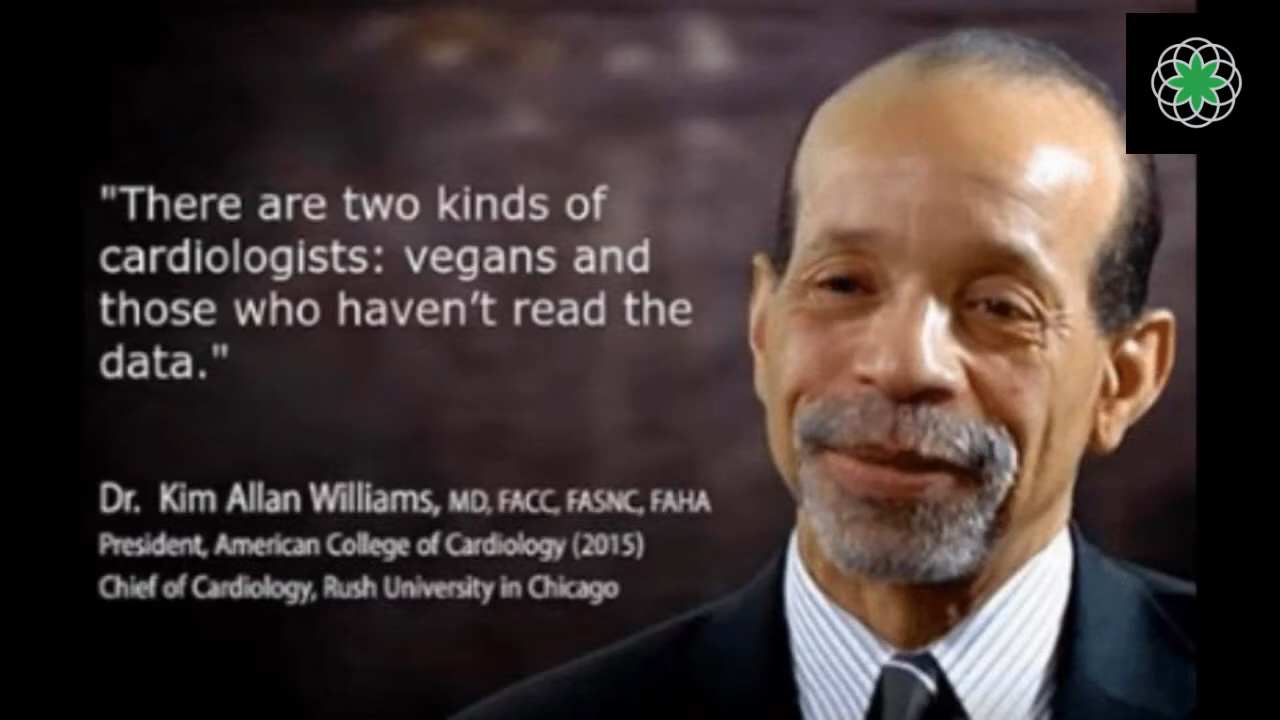 "There are two kinds of
cardiologists: vegans and
those who haven’t read the
data."
Dr. Kim Allan Williams, MD, FACC, FASNC, FAHA
President, American College of Cardiology (2015)
Chief of Cardiology, Rush University in Chicago